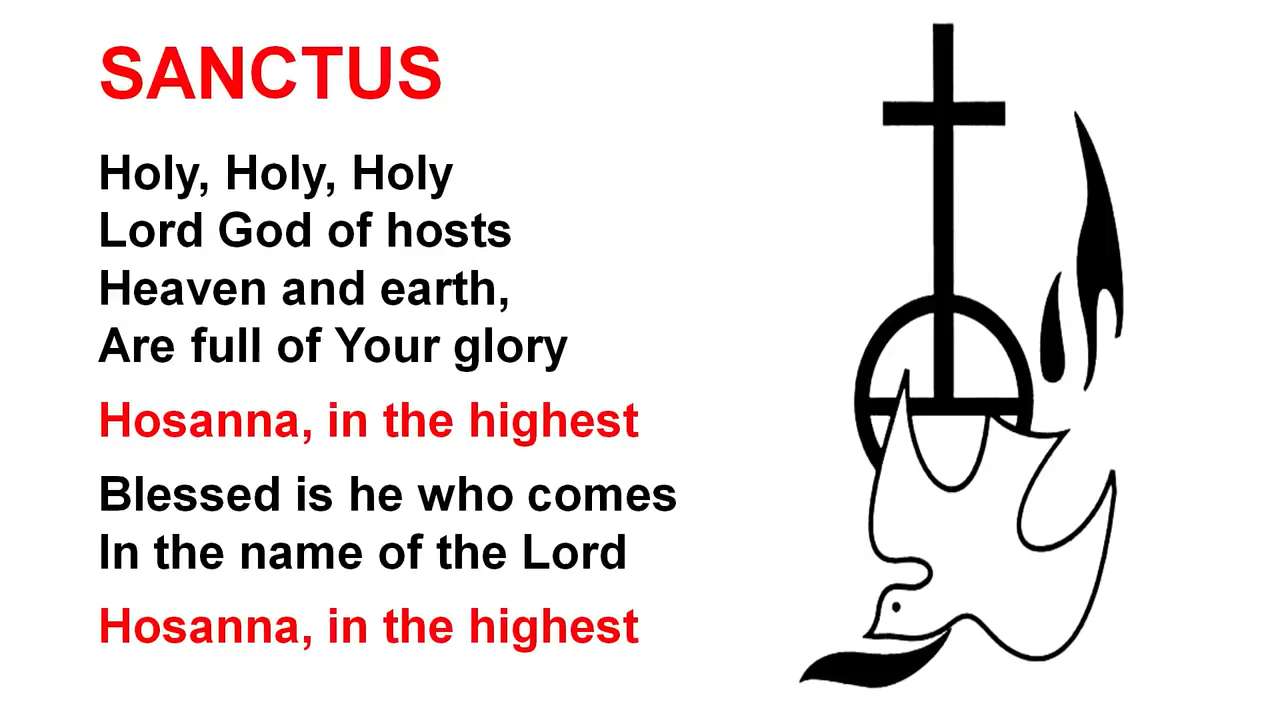 SANCTUS
Holy, Holy, Holy
Lord God of hosts
Heaven and earth,
Are full of Your glory
Hosanna, in the highest
Blessed is he who comes
In the name of the Lord
Hosanna, in the highest